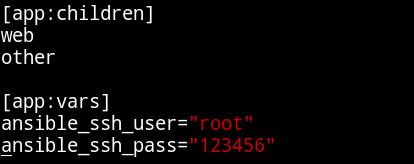 [app:children]
web
other
[app:vars]
ansible_ssh_user="root"
ansible_ssh_pass="123456"